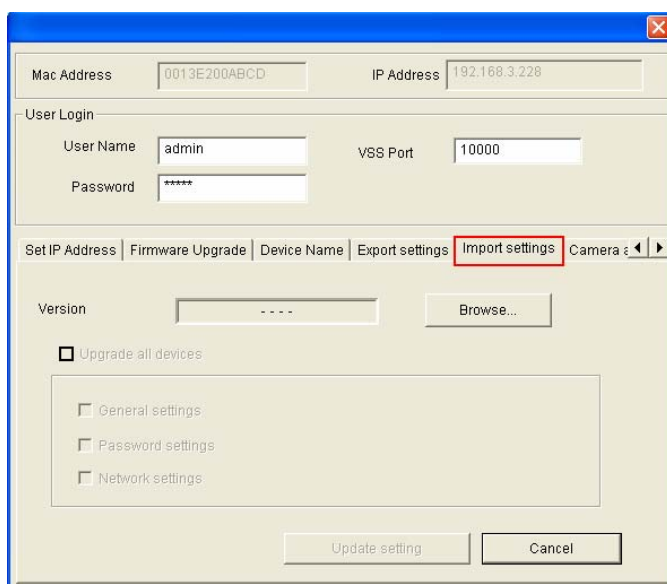 Mac Address 0013E200ABCD IP Address 192.168.3.228
User Login
User Name admin VSS Port 10000
Password *****
Set IP Address Firmware Upgrade Device Name Export settings Import settings Camera a
Version - - - - Browse...
Upgrade all devices
General settings
Password settings
Network settings
Update setting Cancel